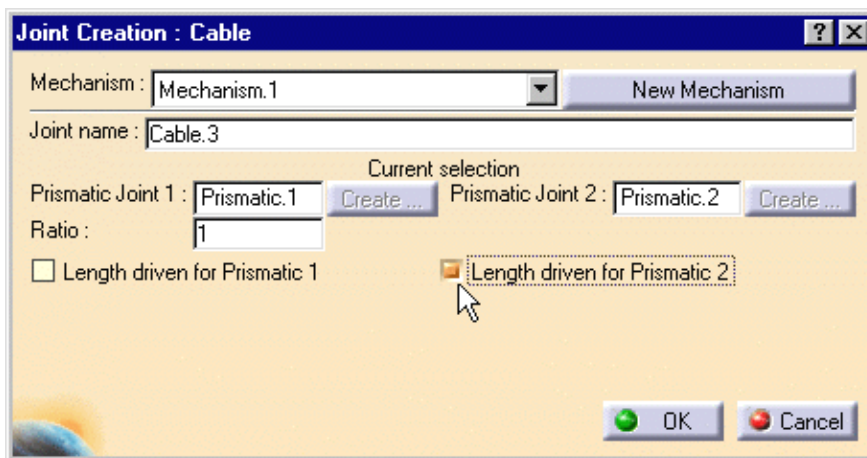 Joint Creation : Cable
Mechanism : Mechanism.1 New Mechanism
Joint name : Cable.3
Current selection
Prismatic Joint 1 : Prismatic.1 Create ... Prismatic Joint 2 : Prismatic.2 Create ...
Ratio : 1
Length driven for Prismatic 1 Length driven for Prismatic 2
OK Cancel